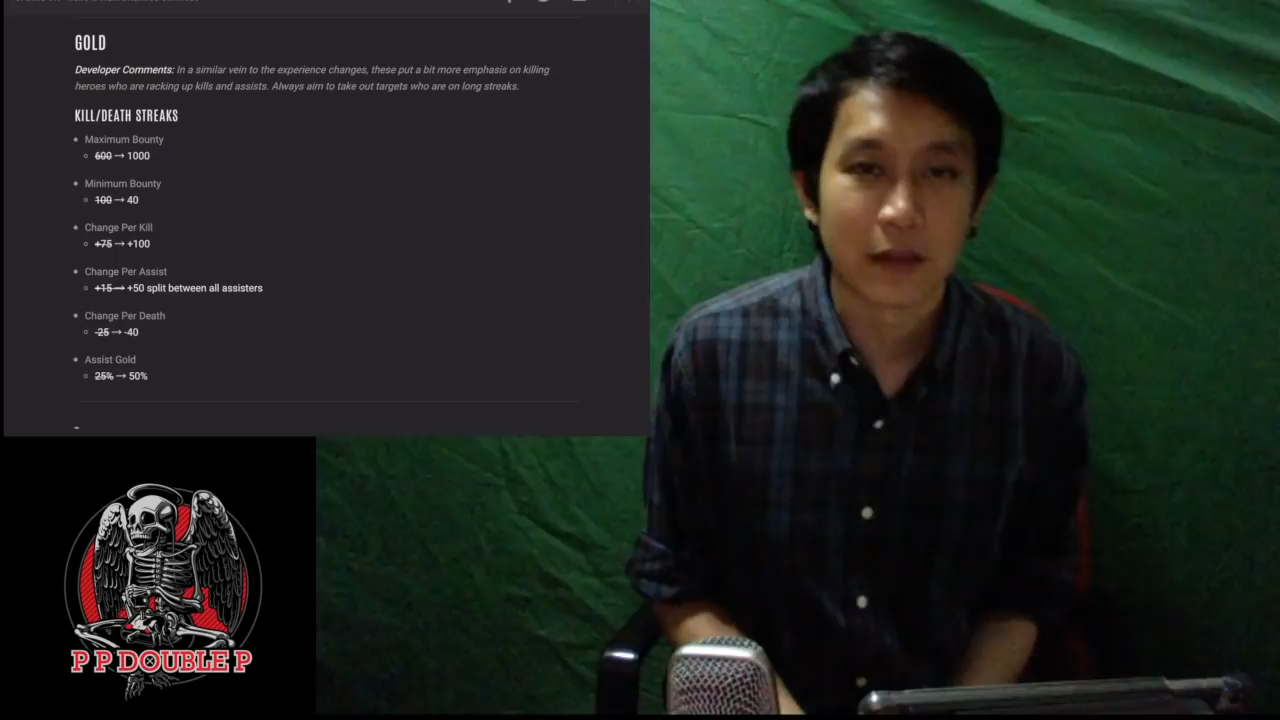 GOLD
Developer Comments: In a similar vein to the experience changes, these put a bit more emphasis on killing
heroes who are racking up kills and assists. Always aim to take out targets who are on long streaks.
KILL/DEATH STREAKS
Maximum Bounty
600 → 1000
Minimum Bounty
100 → 40
Change Per Kill
+75 → +100
Change Per Assist
+15 → +50 split between all assisters
Change Per Death
-25 → -40
Assist Gold
25% → 50%
P P DOUBLE P